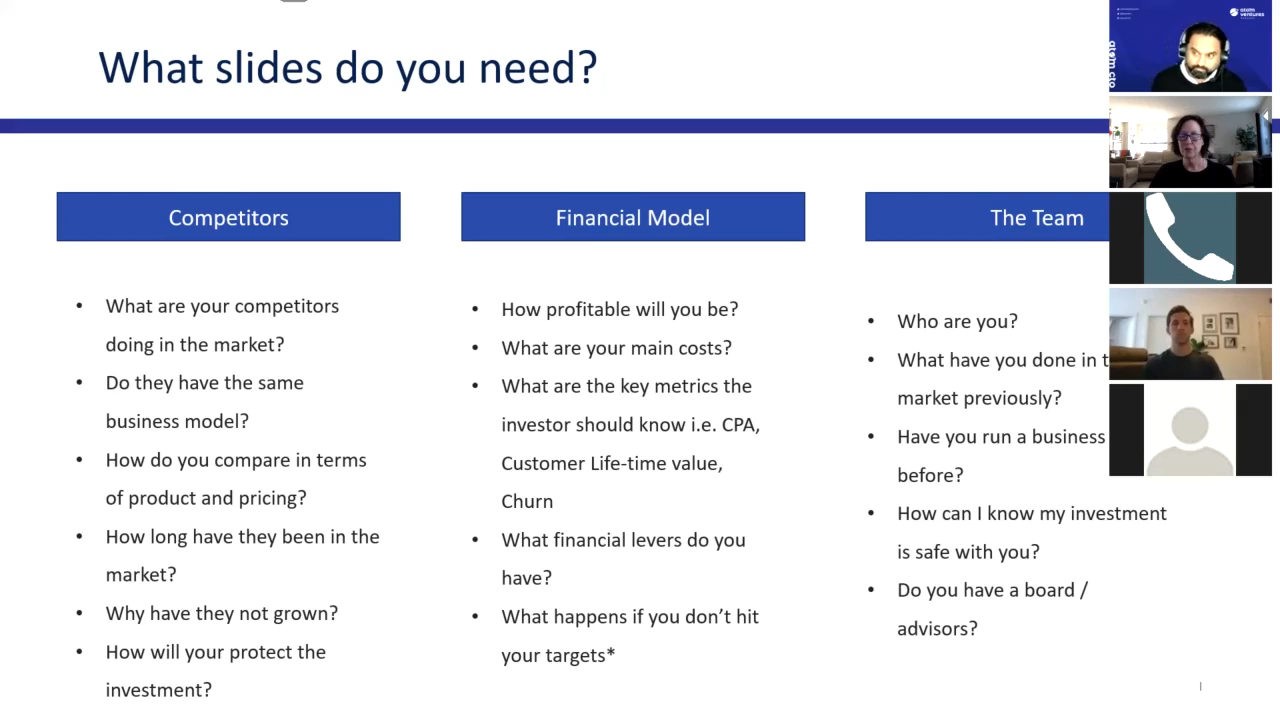 What slides do you need?
Competitors
Financial Model
The Team
• What are your competitors
doing in the market?
• Do they have the same
business model?
• How do you compare in terms
of product and pricing?
• How long have they been in the
market?
• Why have they not grown?
• How will your protect the
investment?
• How profitable will you be?
• What are your main costs?
• What are the key metrics the
investor should know i.e. CPA,
Customer Life-time value,
Churn
• What financial levers do you
have?
• What happens if you don’t hit
your targets*
• Who are you?
• What have you done in t
market previously?
• Have you run a business
before?
• How can I know my investment
is safe with you?
• Do you have a board /
advisors?
ventures